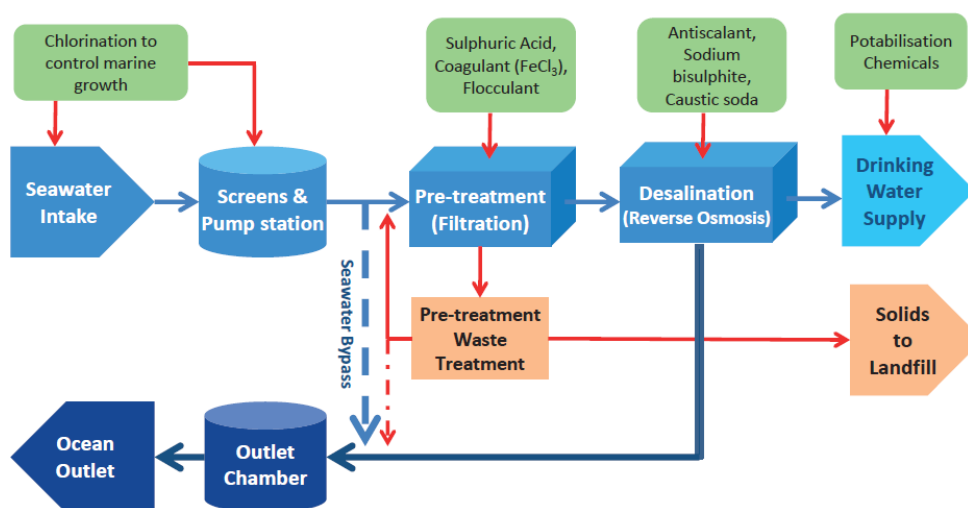 Chlorination to
control marine
growth
Sulphuric Acid,
Coagulant (FeCl₃),
Flocculant
Antiscalant,
Sodium
bisulphite,
Caustic soda
Potabilisation
Chemicals
Seawater
Intake
Screens &
Pump station
Pre-treatment
(Filtration)
Desalination
(Reverse Osmosis)
Drinking
Water
Supply
Seawater Bypass
Pre-treatment
Waste
Treatment
Solids
to
Landfill
Ocean
Outlet
Outlet
Chamber